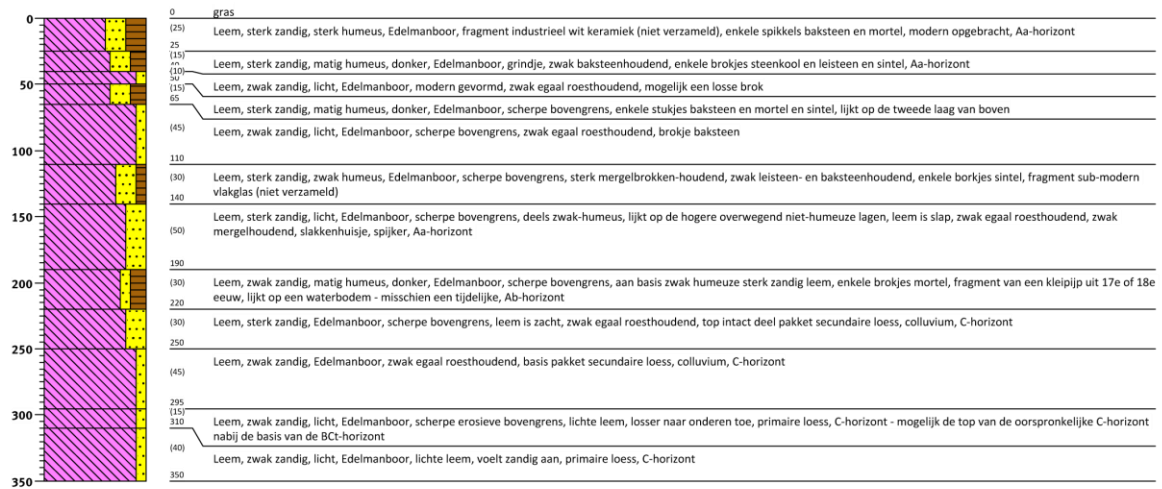 0 gras
0
(25) Leem, sterk zandig, sterk humeus, Edelmanboor, fragment industrieel wit keramiek (niet verzameld), enkele spikkels baksteen en mortel, modern opgebracht, Aa-horizont
25
(15) Leem, sterk zandig, matig humeus, donker, Edelmanboor, grindje, zwak baksteenhoudend, enkele brokjes steenkool en leisteen en sintel, Aa-horizont
40
(10)
50
50
(15) Leem, zwak zandig, licht, Edelmanboor, modern gevormd, zwak egaal roesthoudend, mogelijk een losse brok
65
Leem, sterk zandig, matig humeus, donker, Edelmanboor, scherpe bovengrens, enkele stukjes baksteen en mortel en sintel, lijkt op de tweede laag van boven
(45) Leem, zwak zandig, licht, Edelmanboor, scherpe bovengrens, zwak egaal roesthoudend, brokje baksteen
100
110
(30) Leem, sterk zandig, zwak humeus, Edelmanboor, scherpe bovengrens, sterk mergelbrokken-houdend, zwak leisteen- en baksteenhoudend, enkele borkjes sintel, fragment sub-modern
vlakglas (niet verzameld)
140
150
Leem, sterk zandig, licht, Edelmanboor, scherpe bovengrens, deels zwak-humeus, lijkt op de hogere overwegend niet-humeuze lagen, leem is slap, zwak egaal roesthoudend, zwak
(50) mergelhoudend, slakkenhuisje, spijker, Aa-horizont
190
200
(30) Leem, zwak zandig, matig humeus, donker, Edelmanboor, scherpe bovengrens, aan basis zwak humeuze sterk zandig leem, enkele brokjes mortel, fragment van een kleipijp uit 17e of 18e
eeuw, lijkt op een waterbodem - misschien een tijdelijke, Ab-horizont
220
(30) Leem, sterk zandig, Edelmanboor, scherpe bovengrens, leem is zacht, zwak egaal roesthoudend, top intact deel pakket secundaire loess, colluvium, C-horizont
250
250
Leem, zwak zandig, Edelmanboor, zwak egaal roesthoudend, basis pakket secundaire loess, colluvium, C-horizont
(45)
295
300
(15) Leem, zwak zandig, licht, Edelmanboor, scherpe erosieve bovengrens, lichte leem, losser naar onderen toe, primaire loess, C-horizont - mogelijk de top van de oorspronkelijke C-horizont
310
nabij de basis van de BCt-horizont
(40)
Leem, zwak zandig, licht, Edelmanboor, lichte leem, voelt zandig aan, primaire loess, C-horizont
350
350